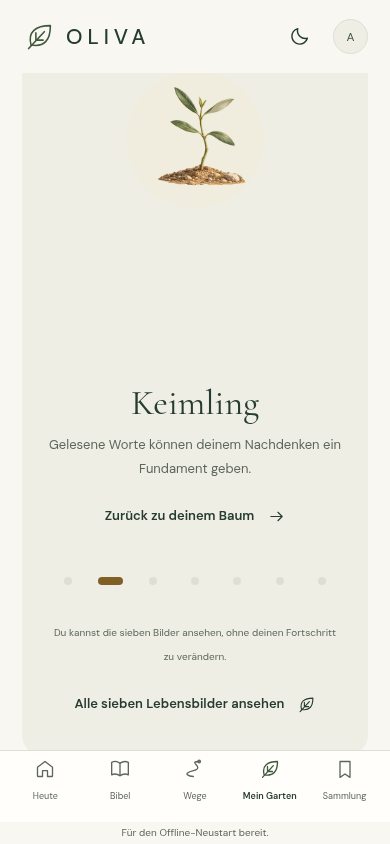 OLIVA
A
Keimling
Gelesene Worte können deinem Nachdenken ein
Fundament geben.
Zurück zu deinem Baum
Du kannst die sieben Bilder ansehen, ohne deinen Fortschritt
zu verändern.
Alle sieben Lebensbilder ansehen
Heute Bibel Wege Mein Garten Sammlung
Für den Offline-Neustart bereit.